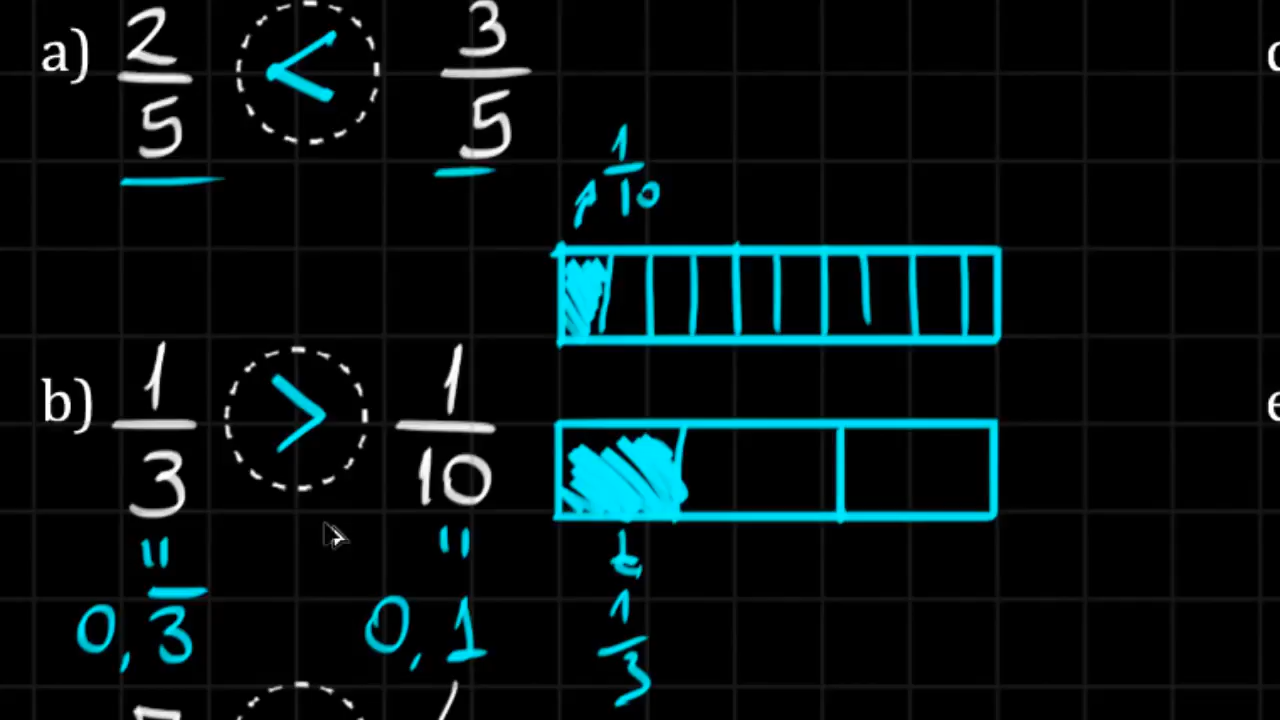 a) 2/5 < 3/5
1/10
b) 1/3 > 1/10
" "
0,3̅ 0,1
1/3